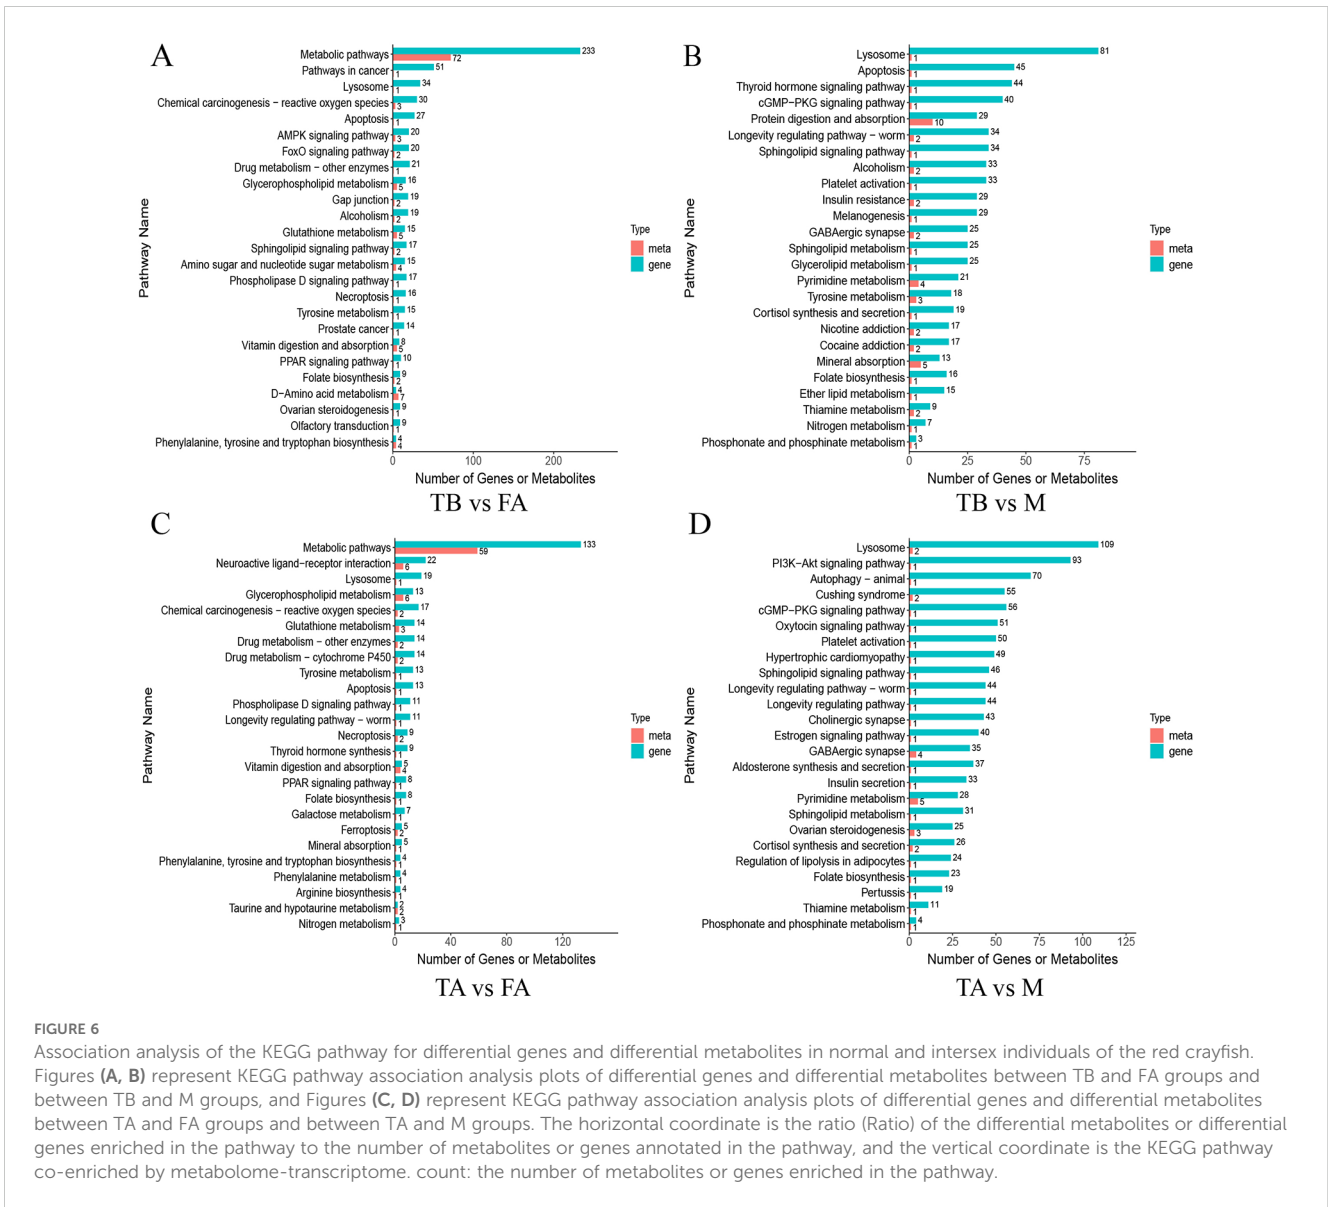 A
Metabolic pathways 233 72
Pathways in cancer 51 1
Lysosome 34 1
Chemical carcinogenesis − reactive oxygen species 30 3
Apoptosis 27 1
AMPK signaling pathway 20 3
FoxO signaling pathway 20 2
Drug metabolism − other enzymes 21 1
Glycerophospholipid metabolism 16 5
Gap junction 19 2
Alcoholism 19 2
Glutathione metabolism 15 5
Sphingolipid signaling pathway 17 2
Amino sugar and nucleotide sugar metabolism 15 4
Phospholipase D signaling pathway 17 1
Necroptosis 16 1
Tyrosine metabolism 15 1
Prostate cancer 14 1
Vitamin digestion and absorption 8 5
PPAR signaling pathway 10 1
Folate biosynthesis 9 2
D−Amino acid metabolism 4 7
Ovarian steroidogenesis 9 1
Olfactory transduction 9 1
Phenylalanine, tyrosine and tryptophan biosynthesis 4 4
Pathway Name
0 100 200
Number of Genes or Metabolites
Type
meta
gene
TB vs FA
B
Lysosome 81 1
Apoptosis 45 1
Thyroid hormone signaling pathway 44 1
cGMP−PKG signaling pathway 40 1
Protein digestion and absorption 29 10
Longevity regulating pathway − worm 34 2
Sphingolipid signaling pathway 34 1
Alcoholism 33 2
Platelet activation 33 1
Insulin resistance 29 2
Melanogenesis 29 1
GABAergic synapse 25 2
Sphingolipid metabolism 25 1
Glycerolipid metabolism 25 1
Pyrimidine metabolism 21 4
Tyrosine metabolism 18 3
Cortisol synthesis and secretion 19 1
Nicotine addiction 17 2
Cocaine addiction 17 2
Mineral absorption 13 5
Folate biosynthesis 16 1
Ether lipid metabolism 15 1
Thiamine metabolism 9 2
Nitrogen metabolism 7 1
Phosphonate and phosphinate metabolism 3 1
Pathway Name
0 25 50 75
Number of Genes or Metabolites
Type
meta
gene
TB vs M
C
Metabolic pathways 133 59
Neuroactive ligand−receptor interaction 22 6
Lysosome 19 1
Glycerophospholipid metabolism 13 6
Chemical carcinogenesis − reactive oxygen species 17 2
Glutathione metabolism 14 3
Drug metabolism − other enzymes 14 2
Drug metabolism − cytochrome P450 14 2
Tyrosine metabolism 13 1
Apoptosis 13 1
Phospholipase D signaling pathway 11 1
Longevity regulating pathway − worm 11 1
Necroptosis 9 2
Thyroid hormone synthesis 9 1
Vitamin digestion and absorption 5 4
PPAR signaling pathway 8 1
Folate biosynthesis 8 1
Galactose metabolism 7 1
Ferroptosis 5 2
Mineral absorption 5 1
Phenylalanine, tyrosine and tryptophan biosynthesis 4 1
Phenylalanine metabolism 4 1
Arginine biosynthesis 4 1
Taurine and hypotaurine metabolism 2 2
Nitrogen metabolism 3 1
Pathway Name
0 40 80 120
Number of Genes or Metabolites
Type
meta
gene
TA vs FA
D
Lysosome 109 2
PI3K−Akt signaling pathway 93 1
Autophagy − animal 70 1
Cushing syndrome 55 2
cGMP−PKG signaling pathway 56 1
Oxytocin signaling pathway 51 1
Platelet activation 50 1
Hypertrophic cardiomyopathy 49 1
Sphingolipid signaling pathway 46 1
Longevity regulating pathway − worm 44 1
Longevity regulating pathway 44 1
Cholinergic synapse 43 1
Estrogen signaling pathway 40 1
GABAergic synapse 35 4
Aldosterone synthesis and secretion 37 1
Insulin secretion 33 1
Pyrimidine metabolism 28 5
Sphingolipid metabolism 31 1
Ovarian steroidogenesis 25 3
Cortisol synthesis and secretion 26 2
Regulation of lipolysis in adipocytes 24 1
Folate biosynthesis 23 1
Pertussis 19 1
Thiamine metabolism 11 1
Phosphonate and phosphinate metabolism 4 1
Pathway Name
0 25 50 75 100 125
Number of Genes or Metabolites
Type
meta
gene
TA vs M
FIGURE 6
Association analysis of the KEGG pathway for differential genes and differential metabolites in normal and intersex individuals of the red crayfish.
Figures (A, B) represent KEGG pathway association analysis plots of differential genes and differential metabolites between TB and FA groups and
between TB and M groups, and Figures (C, D) represent KEGG pathway association analysis plots of differential genes and differential metabolites
between TA and FA groups and between TA and M groups. The horizontal coordinate is the ratio (Ratio) of the differential metabolites or differential
genes enriched in the pathway to the number of metabolites or genes annotated in the pathway, and the vertical coordinate is the KEGG pathway
co-enriched by metabolome-transcriptome. count: the number of metabolites or genes enriched in the pathway.